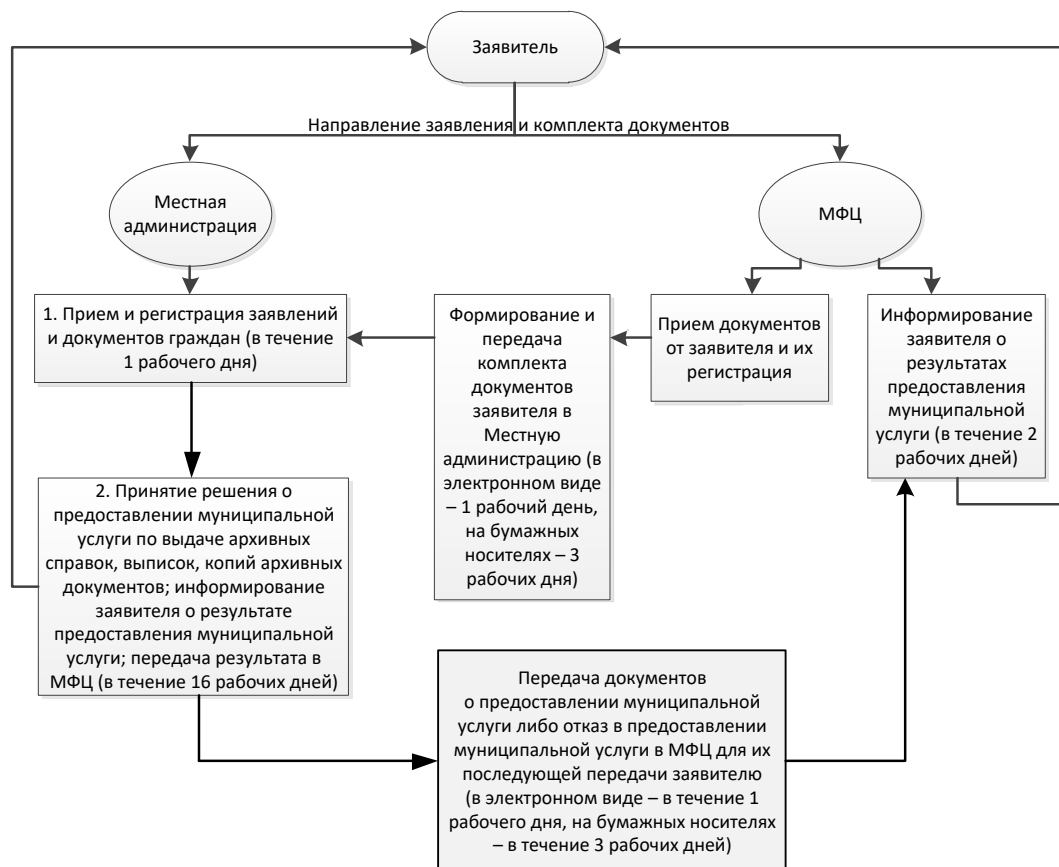 Заявитель
Направление заявления и комплекта документов
Местная
администрация
МФЦ
1. Прием и регистрация заявлений
и документов граждан (в течение
1 рабочего дня)
Формирование и
передача
комплекта
документов
заявителя в
Местную
администрацию (в
электронном виде
– 1 рабочий день,
на бумажных
носителях – 3
рабочих дня)
Прием документов
от заявителя и их
регистрация
Информирование
заявителя о
результатах
предоставления
муниципальной
услуги (в течение 2
рабочих дней)
2. Принятие решения о
предоставлении муниципальной
услуги по выдаче архивных
справок, выписок, копий архивных
документов; информирование
заявителя о результате
предоставления муниципальной
услуги; передача результата в
МФЦ (в течение 16 рабочих дней)
Передача документов
о предоставлении муниципальной
услуги либо отказ в предоставлении
муниципальной услуги в МФЦ для их
последующей передачи заявителю
(в электронном виде – в течение 1
рабочего дня, на бумажных носителях
– в течение 3 рабочих дней)